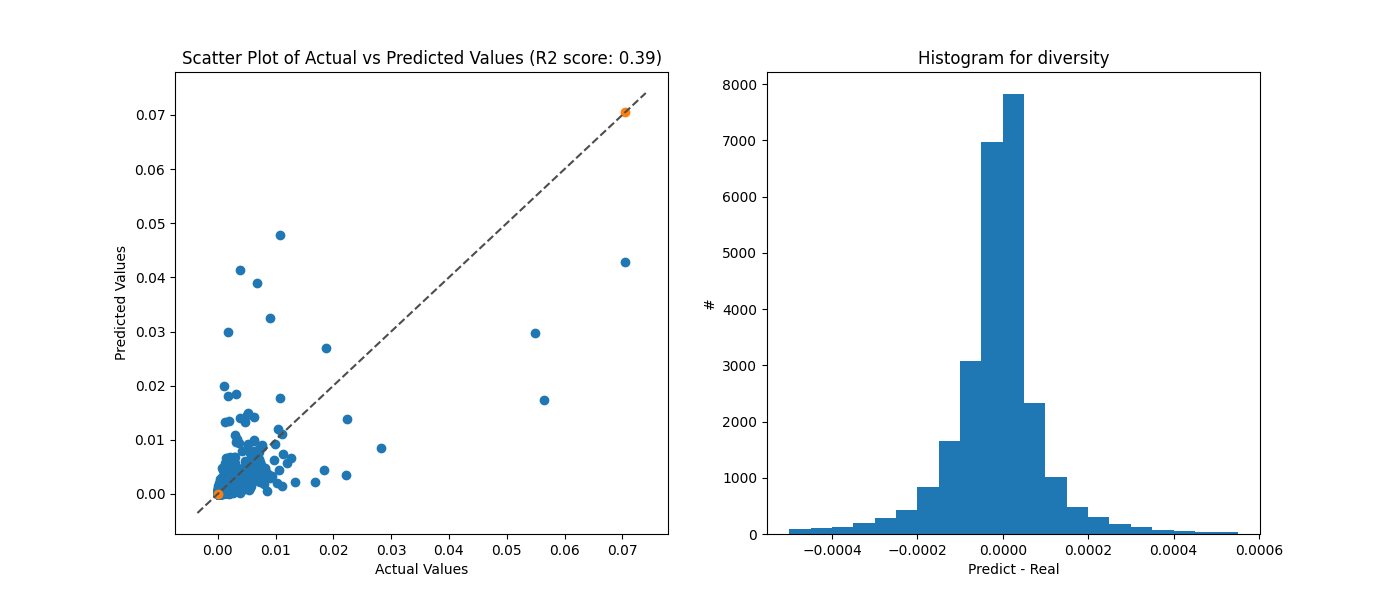 Scatter Plot of Actual vs Predicted Values (R2 score: 0.39)
0.07
0.06
0.05
0.04
0.03
0.02
0.01
0.00
Predicted Values
0.00 0.01 0.02 0.03 0.04 0.05 0.06 0.07
Actual Values
Histogram for diversity
8000
7000
6000
5000
4000
3000
2000
1000
0
#
−0.0004 −0.0002 0.0000 0.0002 0.0004 0.0006
Predict - Real